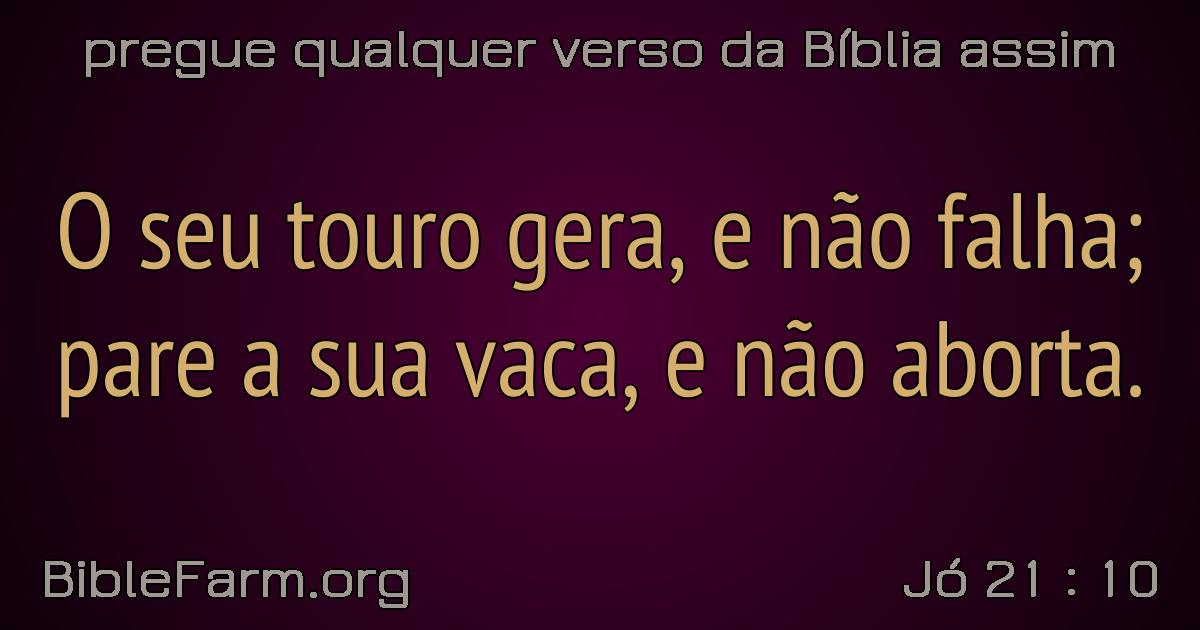 pregue qualquer verso da Bíblia assim
O seu touro gera, e não falha;
pare a sua vaca, e não aborta.
BibleFarm.org
Jó 21 : 10